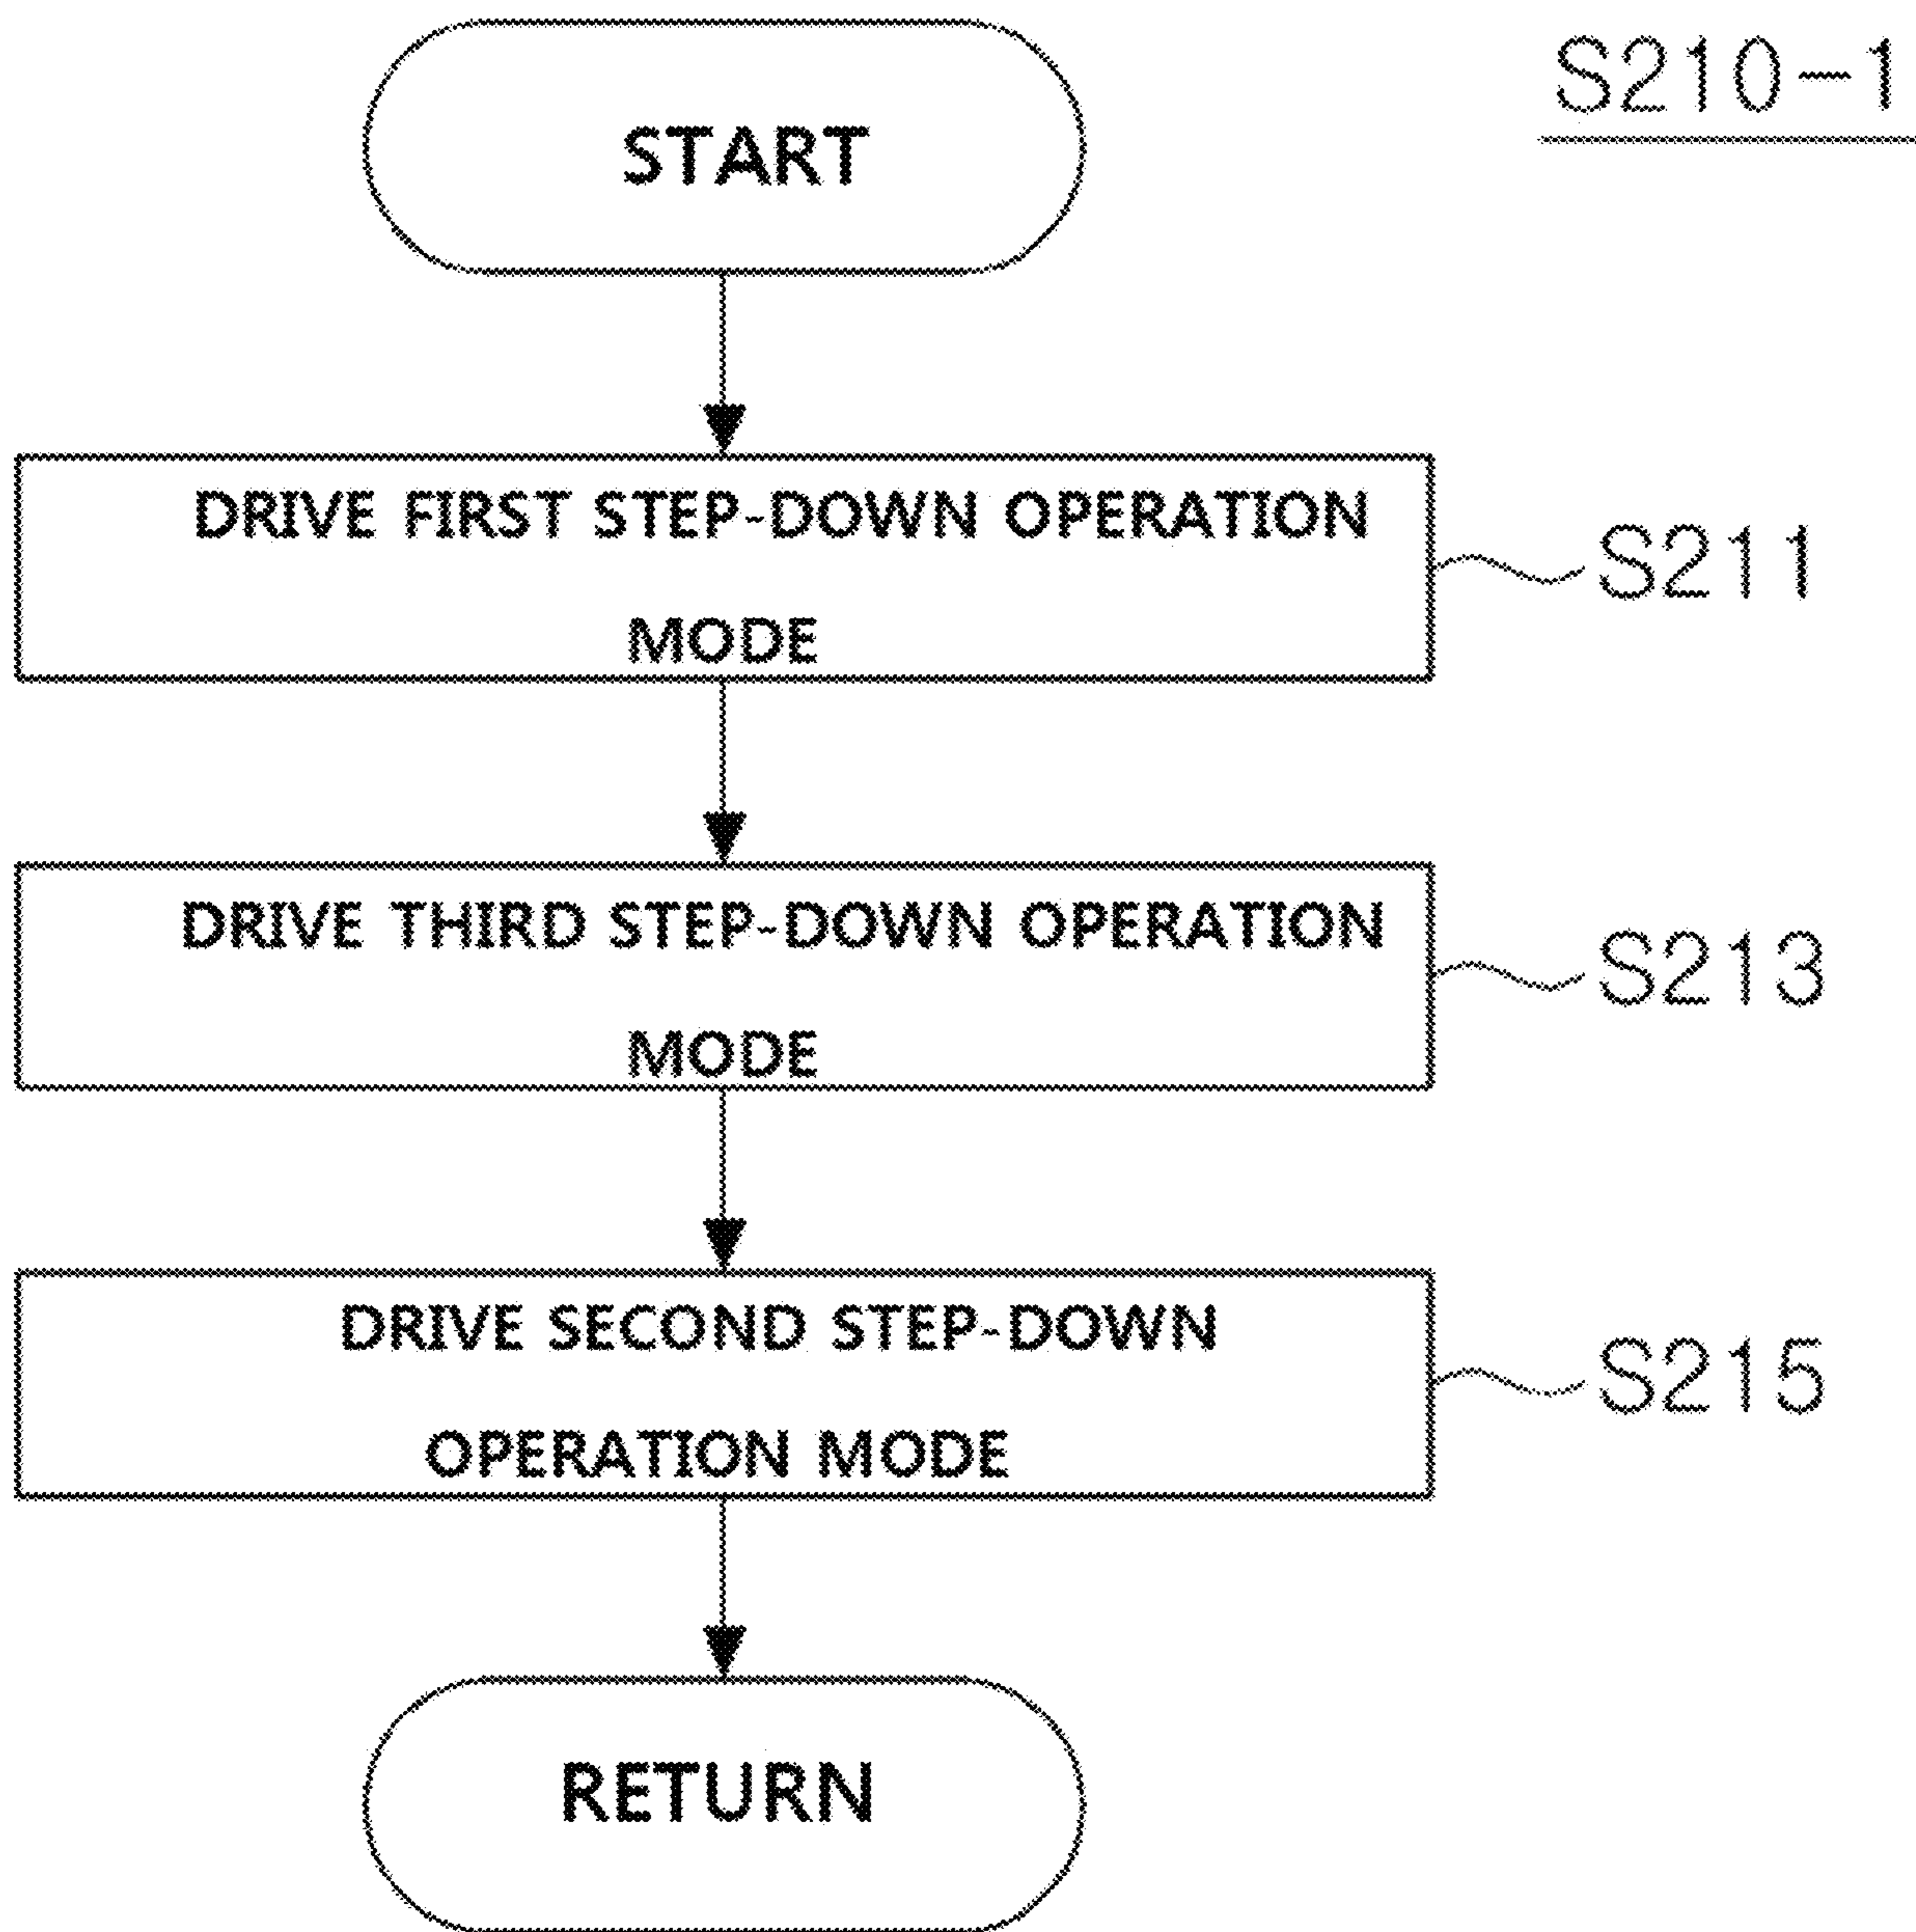 S210-1
START
DRIVE FIRST STEP-DOWN OPERATION
MODE
S211
DRIVE THIRD STEP-DOWN OPERATION
MODE
S213
DRIVE SECOND STEP-DOWN
OPERATION MODE
S215
RETURN